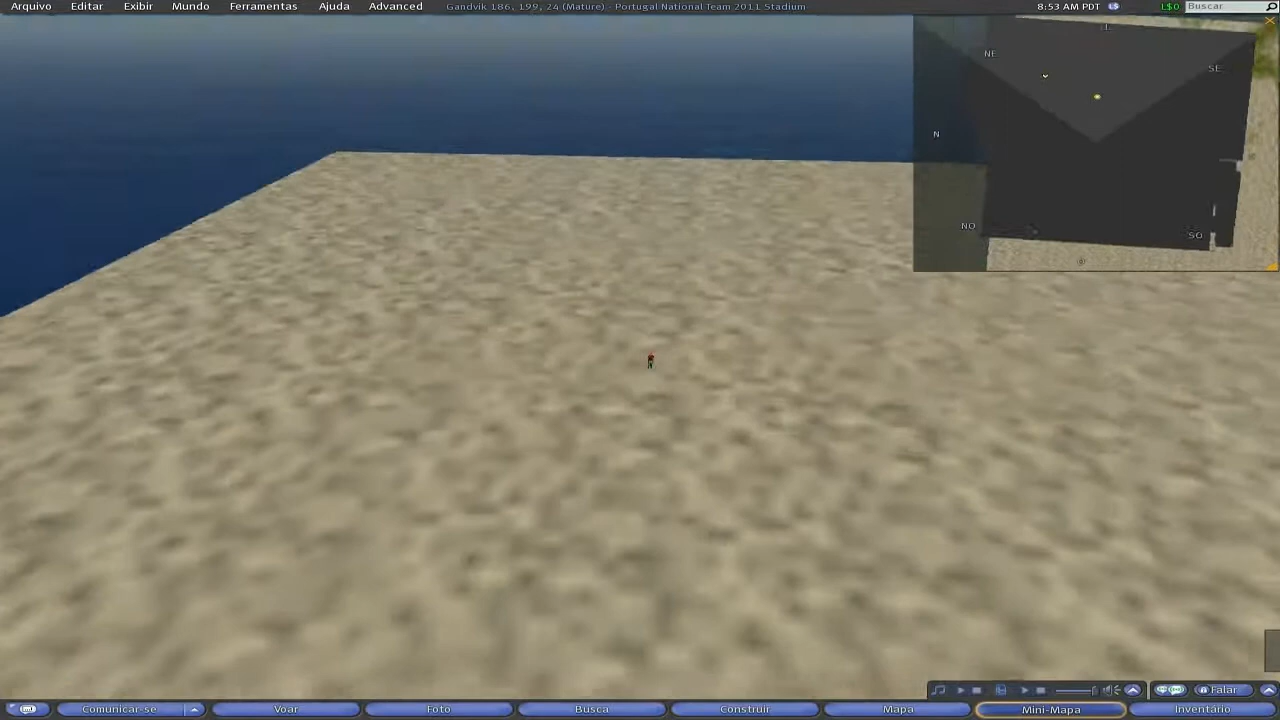 Arquivo Editar Exibir Mundo Ferramentas Ajuda Advanced Gandvik 186, 199, 24 (Mature) - Portugal National Team 2011 Stadium 8:53 AM PDT L$ L$0 Buscar
L
NE
SE
N
NO
SO
Falar
Comunicar-se Voar Foto Busca Construir Mapa Mini-Mapa Inventário